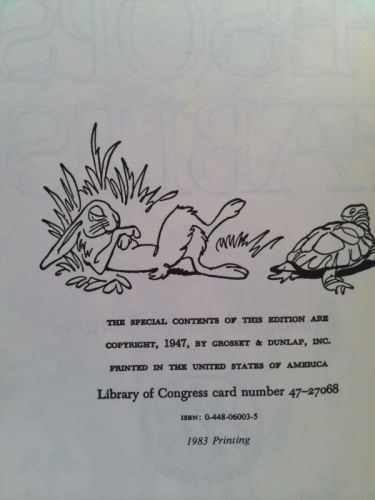 THE SPECIAL CONTENTS OF THIS EDITION ARE
COPYRIGHT, 1947, BY GROSSET & DUNLAP, INC.
PRINTED IN THE UNITED STATES OF AMERICA
Library of Congress card number 47-27068
ISBN: 0-448-06003-5
1983 Printing